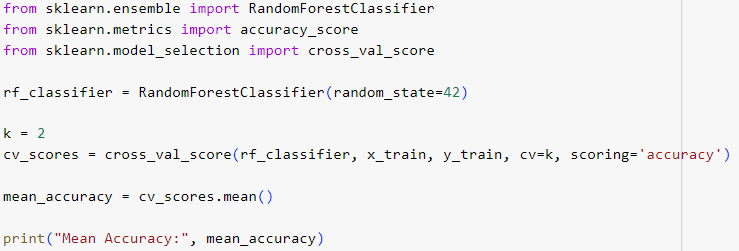 from sklearn.ensemble import RandomForestClassifier
from sklearn.metrics import accuracy_score
from sklearn.model_selection import cross_val_score
rf_classifier = RandomForestClassifier(random_state=42)
k = 2
cv_scores = cross_val_score(rf_classifier, x_train, y_train, cv=k, scoring='accuracy')
mean_accuracy = cv_scores.mean()
print("Mean Accuracy:", mean_accuracy)